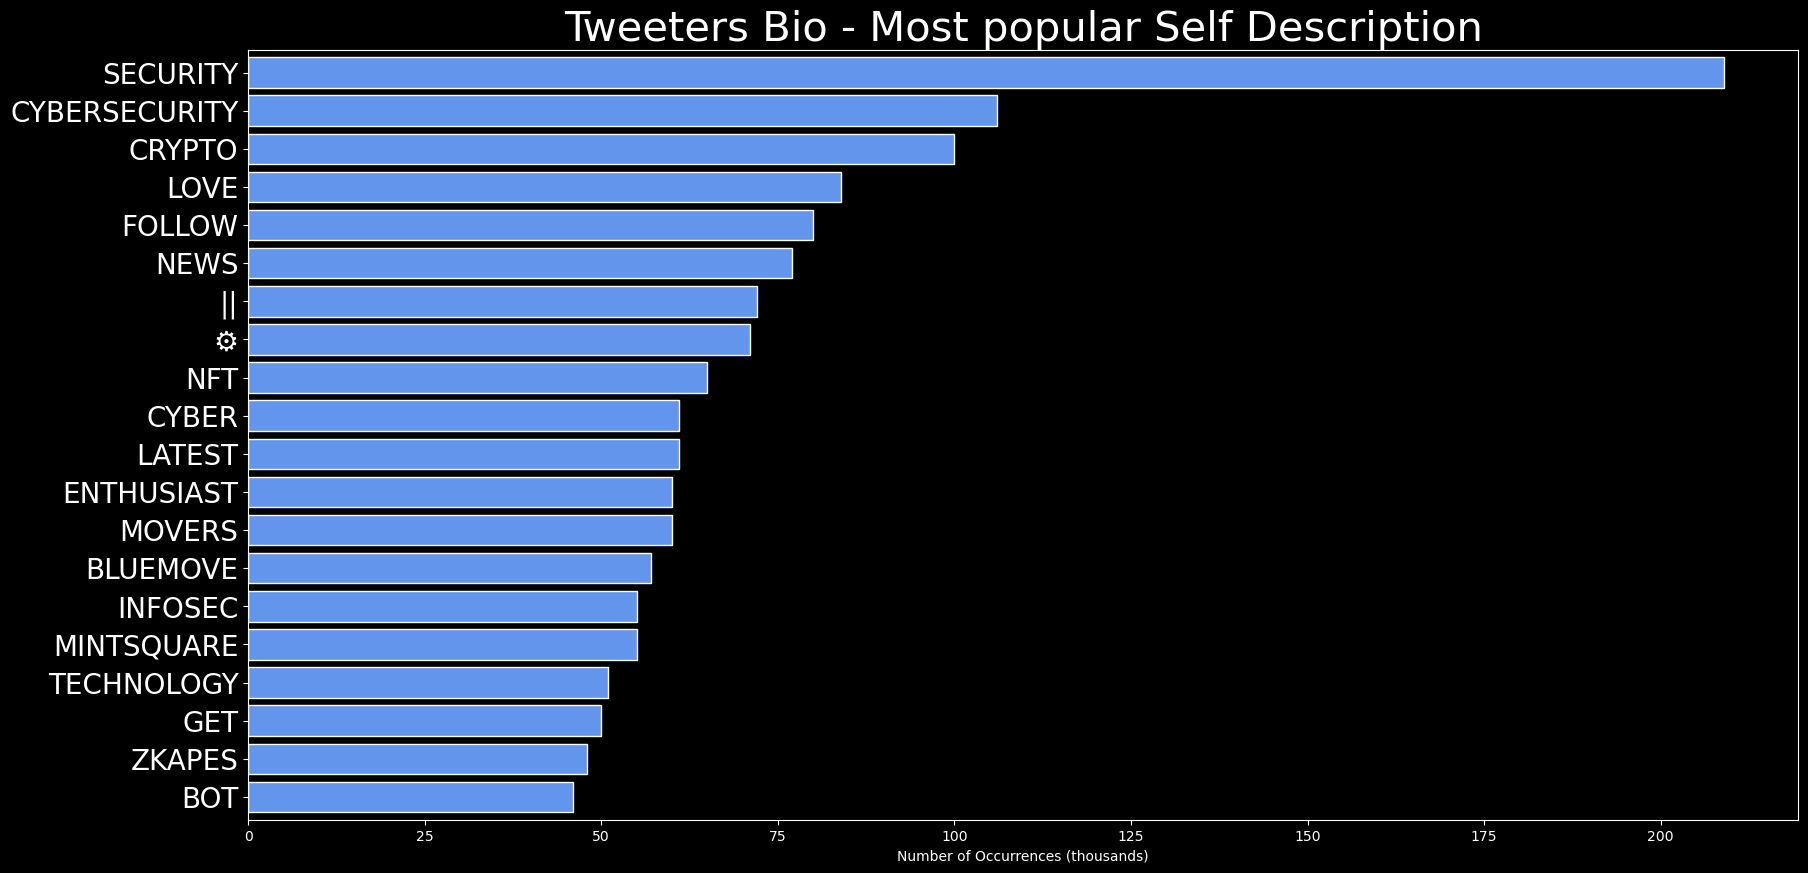 Tweeters Bio - Most popular Self Description
SECURITY
CYBERSECURITY
CRYPTO
LOVE
FOLLOW
NEWS
||
⚙
NFT
CYBER
LATEST
ENTHUSIAST
MOVERS
BLUEMOVE
INFOSEC
MINTSQUARE
TECHNOLOGY
GET
ZKAPES
BOT
0 25 50 75 100 125 150 175 200
Number of Occurrences (thousands)